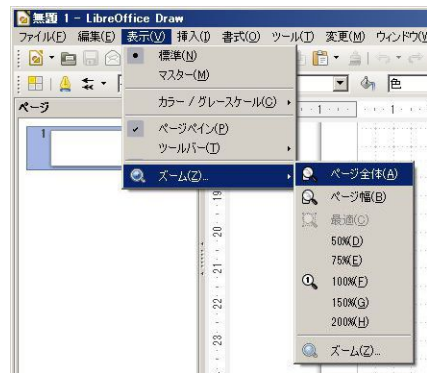 無題 1 - LibreOffice Draw
ファイル(F) 編集(E) 表示(V) 挿入(I) 書式(O) ツール(T) 変更(M) ウィンドウ(W
標準(N)
マスター(M)
カラー / グレースケール(C)
ページペイン(P)
ツールバー(T)
ズーム(Z)...
色
ページ
1
1
1
ページ全体(A)
ページ幅(B)
最適(C)
50%(D)
75%(E)
100%(F)
150%(G)
200%(H)
ズーム(Z)...
19
20
21
22
23